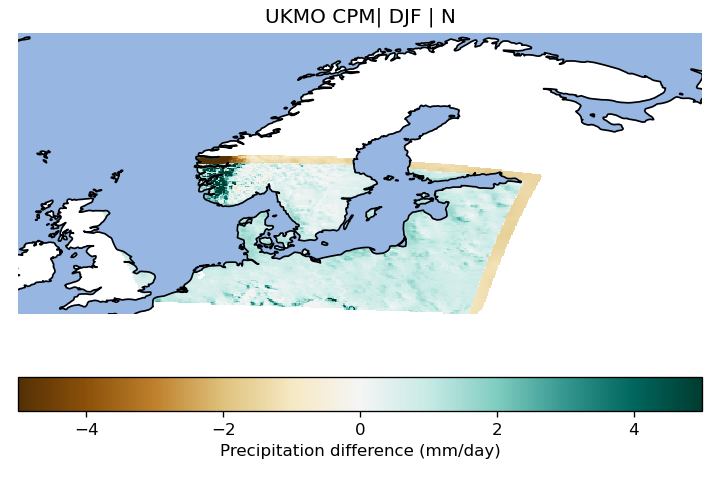 UKMO CPM| DJF | N
−4 −2 0 2 4
Precipitation difference (mm/day)